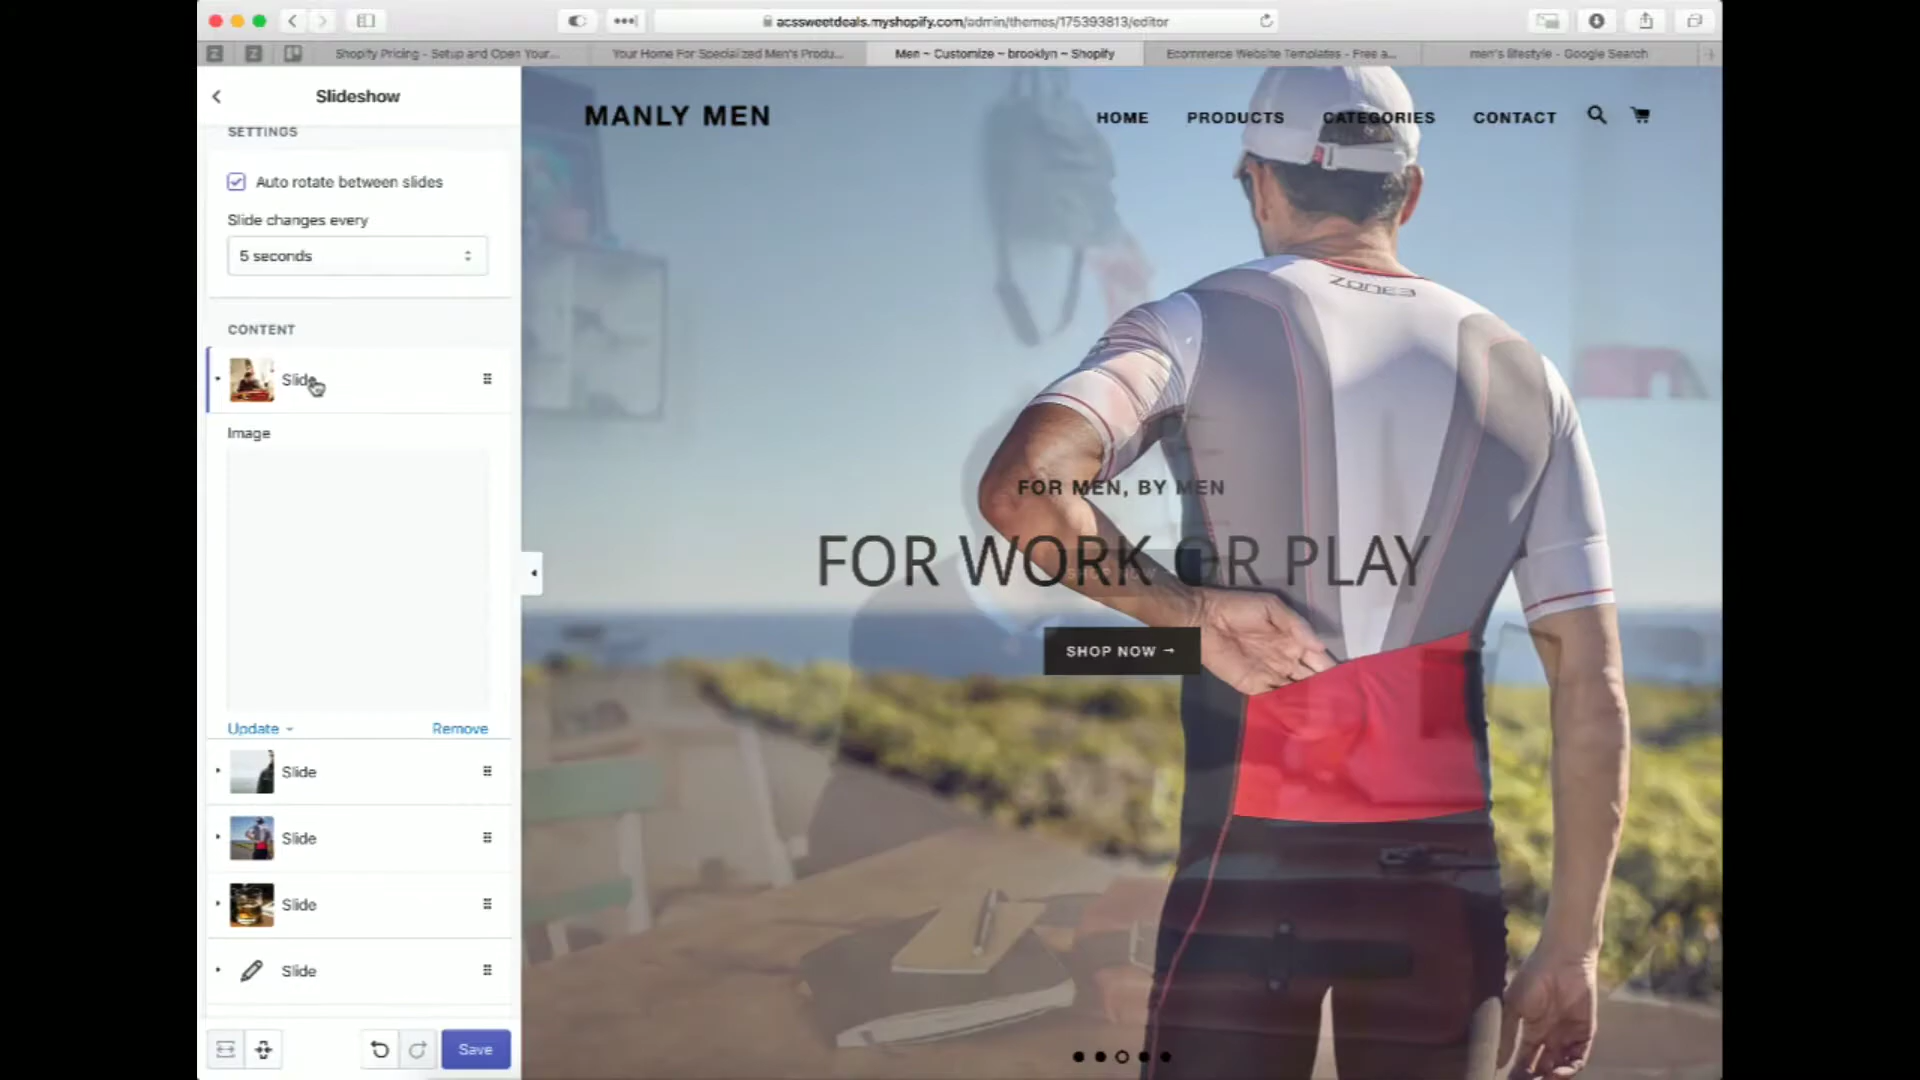 acssweetdeals.myshopify.com/admin/themes/175393813/editor
Shopify Pricing - Setup and Open Your...
Your Home For Specialized Men's Produ...
Men ~ Customize ~ brooklyn ~ Shopify
Ecommerce Website Templates - Free a...
men's lifestyle - Google Search
Slideshow
SETTINGS
Auto rotate between slides
Slide changes every
5 seconds
CONTENT
Slide
Image
Update
Remove
Slide
Slide
Slide
Slide
Save
MANLY MEN
HOME
PRODUCTS
CATEGORIES
CONTACT
ZONE3
FOR MEN, BY MEN
FOR WORK OR PLAY
SHOP NOW →